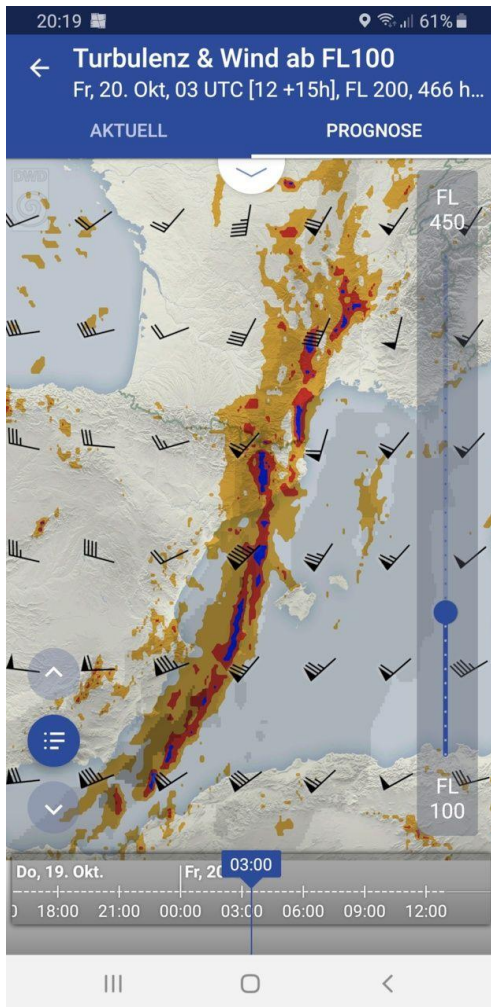 20:19
61%
Turbulenz & Wind ab FL100
Fr, 20. Okt, 03 UTC [12 +15h], FL 200, 466 h...
AKTUELL
PROGNOSE
DWD
FL
450
FL
100
03:00
Do, 19. Okt.
Fr, 20
18:00 21:00 00:00 03:00 06:00 09:00 12:00